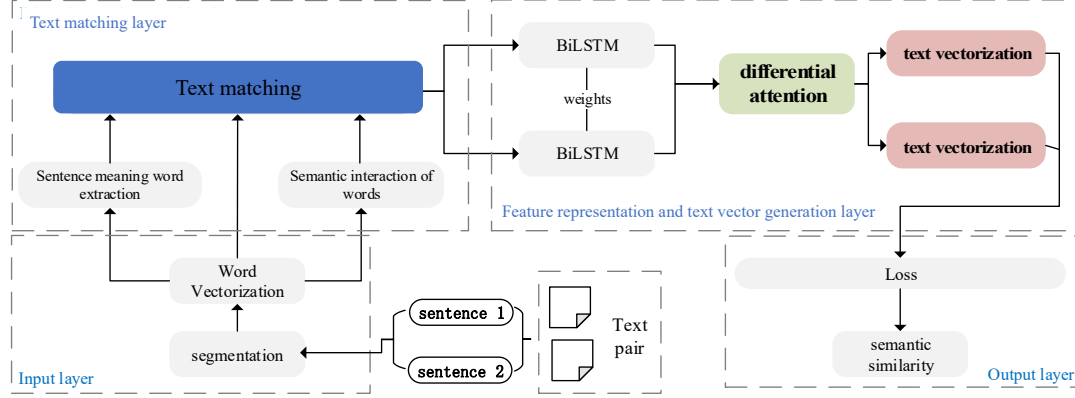 Text matching layer
Text matching
Sentence meaning word
extraction
Semantic interaction of
words
BiLSTM
weights
BiLSTM
differential
attention
text vectorization
text vectorization
Feature representation and text vector generation layer
Word
Vectorization
segmentation
Input layer
sentence 1
sentence 2
Text
pair
Loss
semantic
similarity
Output layer